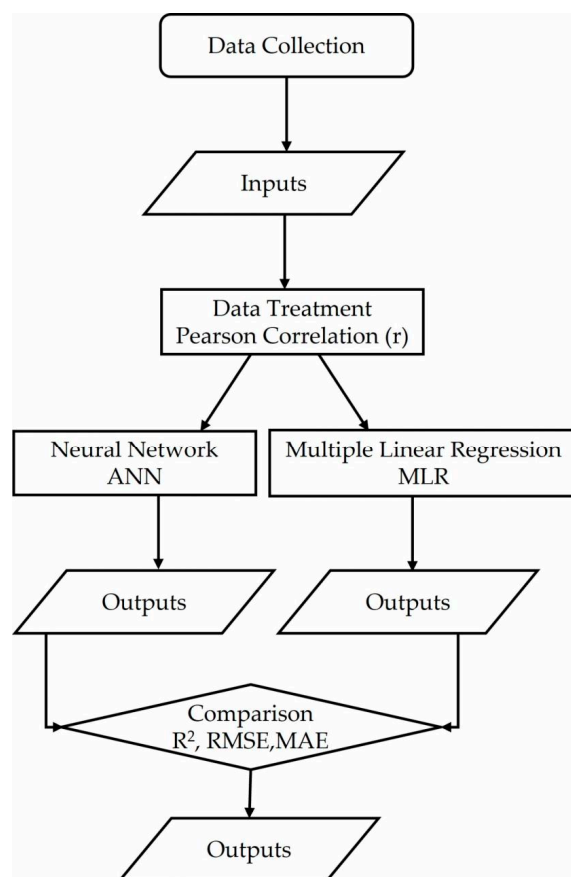 Data Collection
Inputs
Data Treatment
Pearson Correlation (r)
Neural Network
ANN
Multiple Linear Regression
MLR
Outputs
Outputs
Comparison
R², RMSE,MAE
Outputs